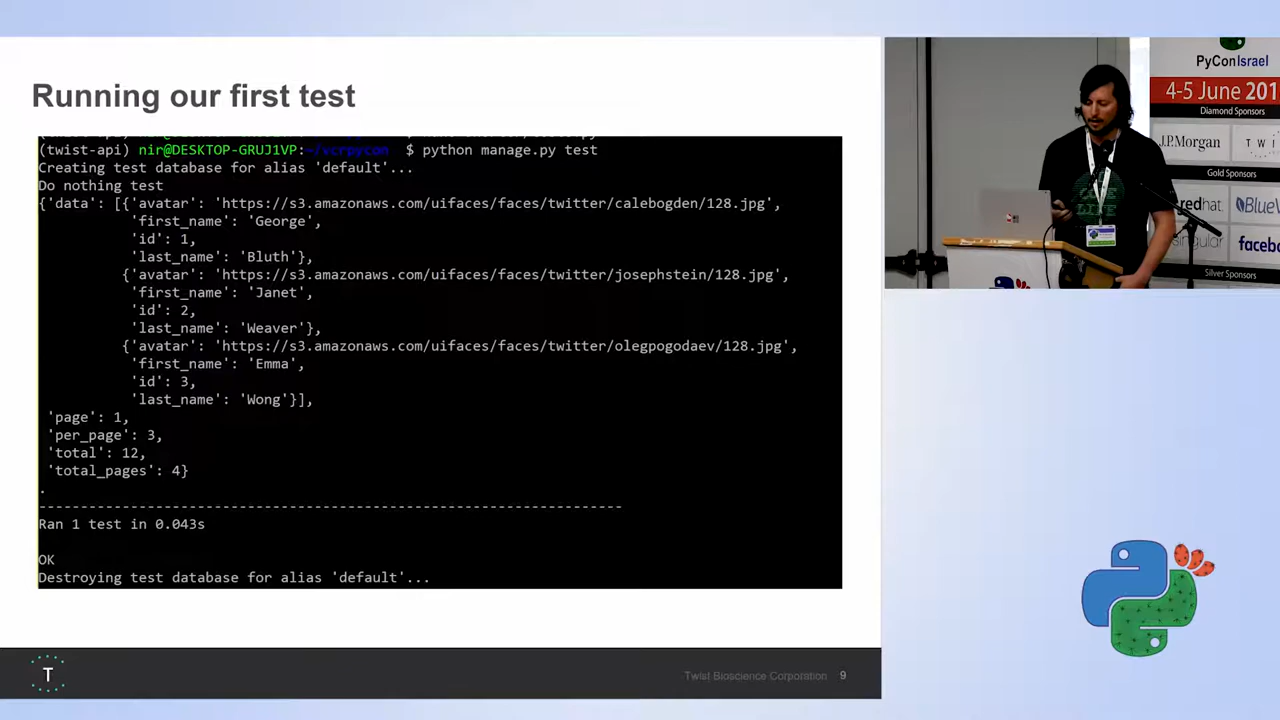 Running our first test
(twist-api) nir@DESKTOP-GRUJ1VP:~/vcrpycon $ python manage.py test
Creating test database for alias 'default'...
Do nothing test
{'data': [{'avatar': 'https://s3.amazonaws.com/uifaces/faces/twitter/calebogden/128.jpg',
'first_name': 'George',
'id': 1,
'last_name': 'Bluth'},
{'avatar': 'https://s3.amazonaws.com/uifaces/faces/twitter/josephstein/128.jpg',
'first_name': 'Janet',
'id': 2,
'last_name': 'Weaver'},
{'avatar': 'https://s3.amazonaws.com/uifaces/faces/twitter/olegpogodaev/128.jpg',
'first_name': 'Emma',
'id': 3,
'last_name': 'Wong'}],
'page': 1,
'per_page': 3,
'total': 12,
'total_pages': 4}
.
----------------------------------------------------------------------
Ran 1 test in 0.043s
OK
Destroying test database for alias 'default'...
T
Twist Bioscience Corporation 9
PyConIsrael
4-5 June 201
Diamond Sponsors
J.P.Morgan TWI
Gold Sponsors
redhat. BlueV
singular facebo
Silver Sponsors